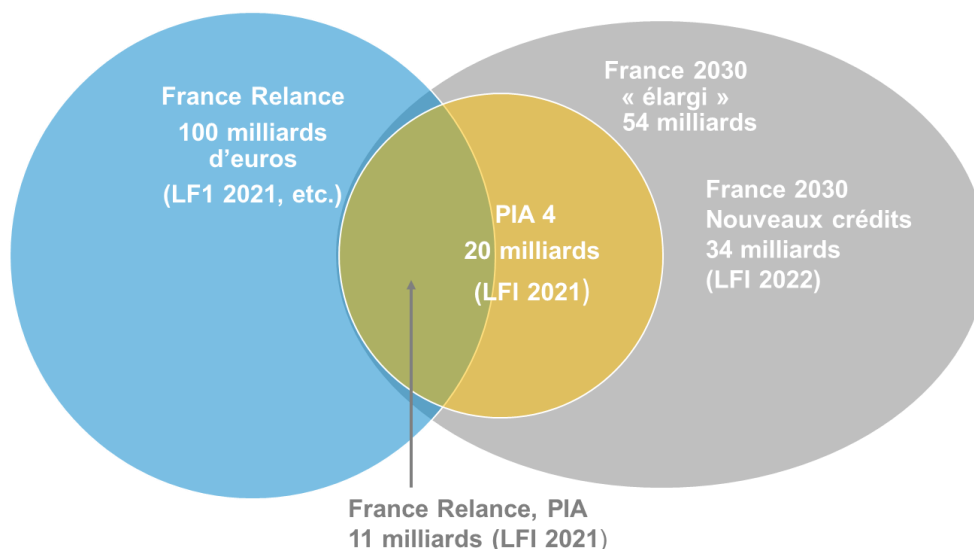 France Relance
100 milliards
d'euros
(LF1 2021, etc.)
PIA 4
20 milliards
(LFI 2021)
France 2030
« élargi »
54 milliards
France 2030
Nouveaux crédits
34 milliards
(LFI 2022)
France Relance, PIA
11 milliards (LFI 2021)